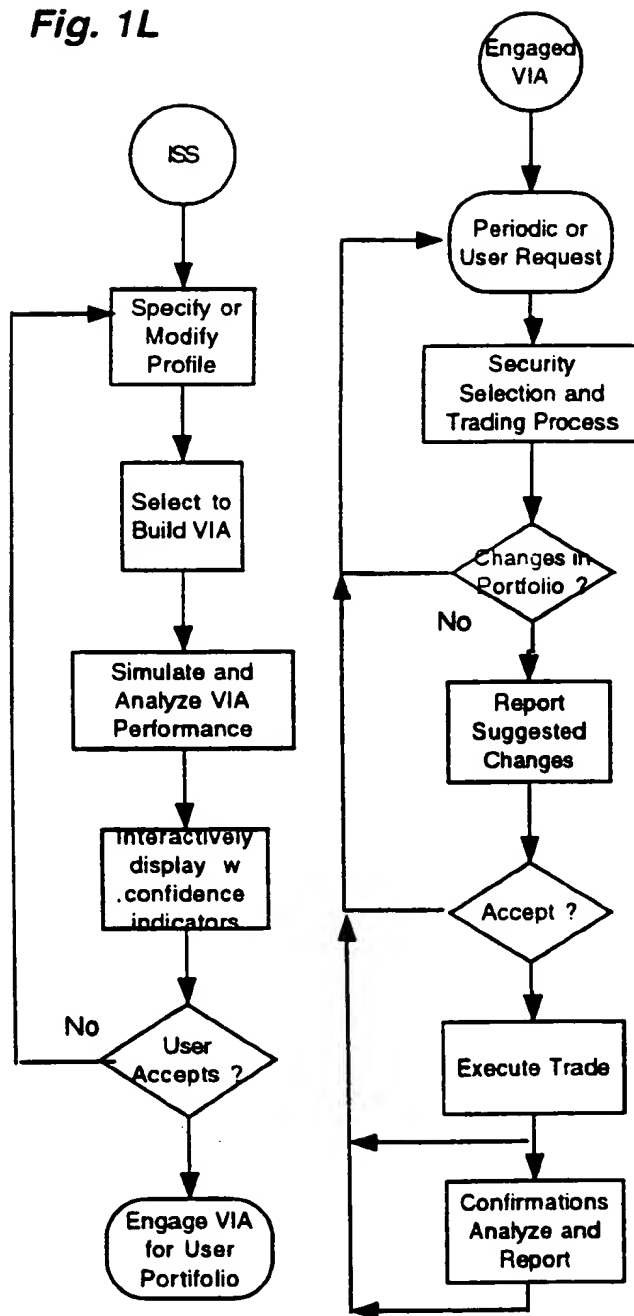 Fig. 1L
ISS
Specify or
Modify
Profile
Select to
Build VIA
Simulate and
Analyze VIA
Performance
Interactively
display w
.confidence
indicators
No
User
Accepts ?
Engage VIA
for User
Portifolio
Engaged
VIA
Periodic or
User Request
Security
Selection and
Trading Process
Changes in
Portfolio ?
No
Report
Suggested
Changes
Accept ?
Execute Trade
Confirmations
Analyze and
Report